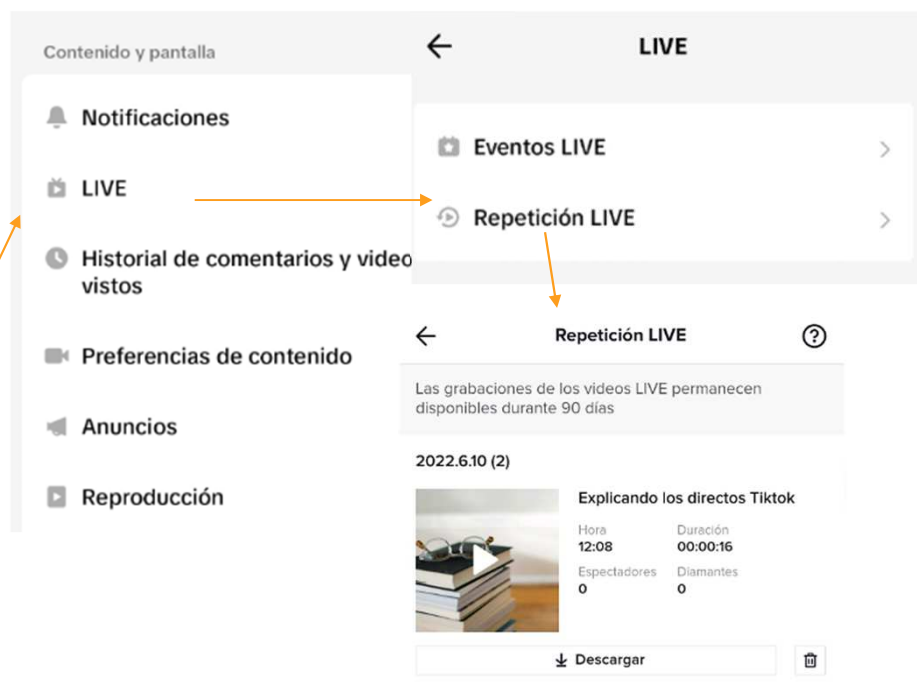 Contenido y pantalla
Notificaciones
LIVE
Historial de comentarios y video
vistos
Preferencias de contenido
Anuncios
Reproducción
LIVE
Eventos LIVE
Repetición LIVE
Repetición LIVE
Las grabaciones de los videos LIVE permanecen
disponibles durante 90 días
2022.6.10 (2)
Explicando los directos Tiktok
Hora Duración
12:08 00:00:16
Espectadores Diamantes
0 0
Descargar